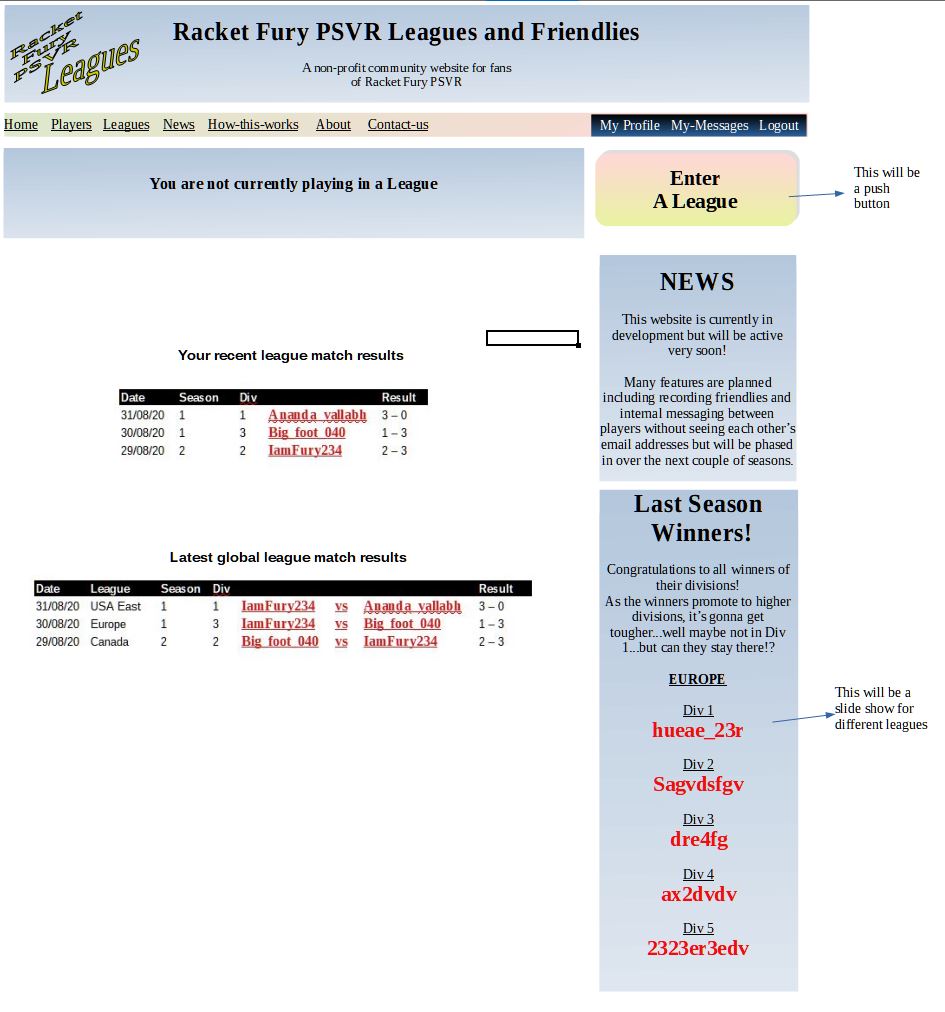 Racket
Fury
PSVR
Leagues
Racket Fury PSVR Leagues and Friendlies
A non-profit community website for fans
of Racket Fury PSVR
Home Players Leagues News How-this-works About Contact-us My Profile My-Messages Logout
You are not currently playing in a League
Enter
A League
This will be
a push
button
NEWS
This website is currently in
development but will be active
very soon!
Many features are planned
including recording friendlies and
internal messaging between
players without seeing each other's
email addresses but will be phased
in over the next couple of seasons.
Your recent league match results
Date Season Div Result
31/08/20 1 1 Ananda_vallabh 3 – 0
30/08/20 1 3 Big_foot_040 1 – 3
29/08/20 2 2 IamFury234 2 – 3
Latest global league match results
Date League Season Div Result
31/08/20 USA East 1 1 IamFury234 vs Ananda_vallabh 3 – 0
30/08/20 Europe 1 3 IamFury234 vs Big_foot_040 1 – 3
29/08/20 Canada 2 2 Big_foot_040 vs IamFury234 2 – 3
Last Season
Winners!
Congratulations to all winners of
their divisions!
As the winners promote to higher
divisions, it's gonna get
tougher...well maybe not in Div
1...but can they stay there!?
EUROPE
Div 1
hueae_23r
Div 2
Sagvdsfgv
Div 3
dre4fg
Div 4
ax2dvdv
Div 5
2323er3edv
This will be a
slide show for
different leagues